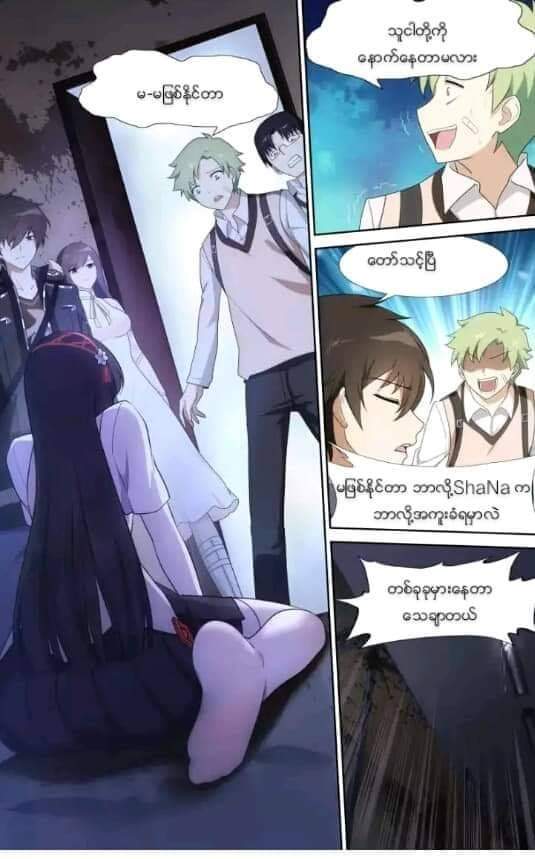 မ-မဖြစ်နိုင်တာ
သူငါတို့ကို
နောက်နေတာမလား
တော်သင့်ပြီ
မဖြစ်နိုင်တာ ဘာလို့ShaNa က
ဘာလို့အကူးခံရမှာလဲ
တစ်ခုခုမှားနေတာ
သေချာတယ်